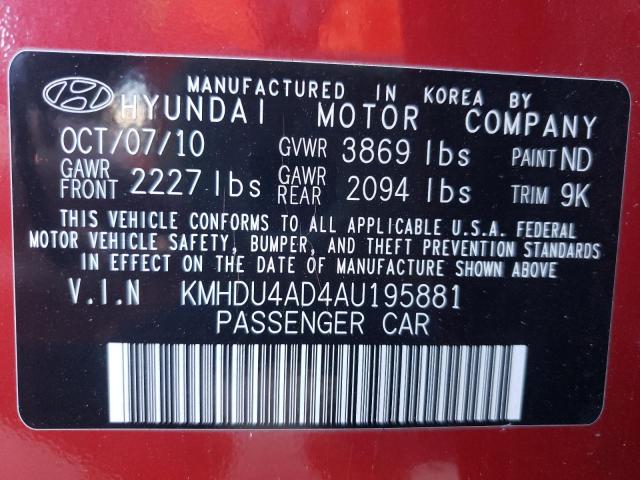 MANUFACTURED IN KOREA BY
HYUNDAI MOTOR COMPANY
OCT/07/10 GVWR 3869 lbs PAINT ND
GAWR FRONT 2227 lbs GAWR REAR 2094 lbs TRIM 9K
THIS VEHICLE CONFORMS TO ALL APPLICABLE U.S.A. FEDERAL
MOTOR VEHICLE SAFETY, BUMPER, AND THEFT PREVENTION STANDARDS
IN EFFECT ON THE DATE OF MANUFACTURE SHOWN ABOVE
V.I.N KMHDU4AD4AU195881
PASSENGER CAR